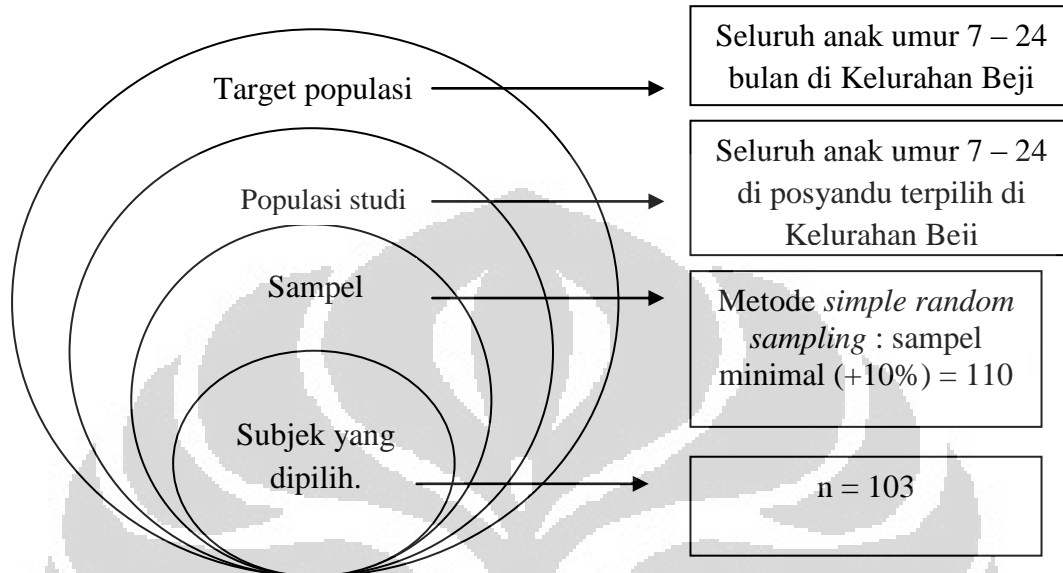 Target populasi
Seluruh anak umur 7 – 24
bulan di Kelurahan Beji
Populasi studi
Seluruh anak umur 7 – 24
di posyandu terpilih di
Kelurahan Beji
Sampel
Metode simple random
sampling : sampel
minimal (+10%) = 110
Subjek yang
dipilih.
n = 103